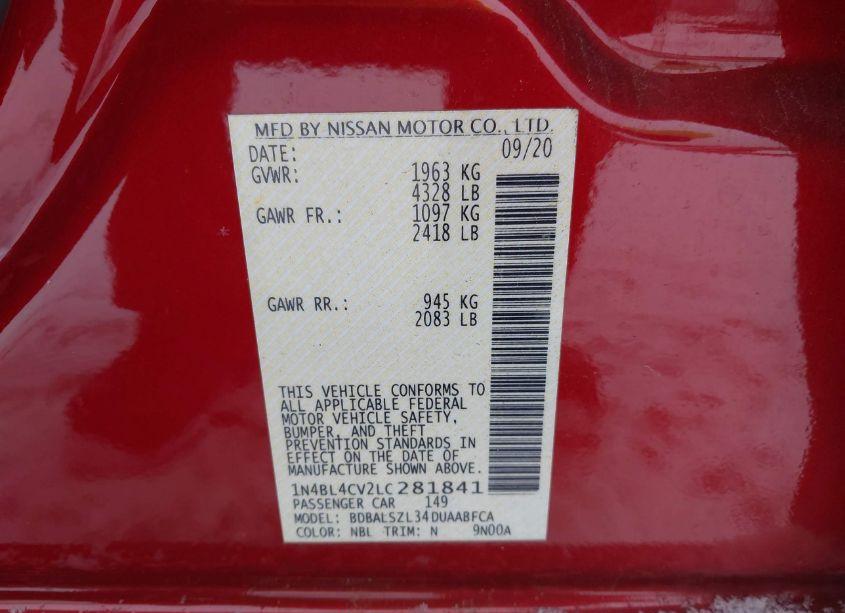 MFD BY NISSAN MOTOR CO., LTD.
DATE: 09/20
GVWR: 1963 KG
4328 LB
GAWR FR.: 1097 KG
2418 LB
GAWR RR.: 945 KG
2083 LB
THIS VEHICLE CONFORMS TO
ALL APPLICABLE FEDERAL
MOTOR VEHICLE SAFETY,
BUMPER, AND THEFT
PREVENTION STANDARDS IN
EFFECT ON THE DATE OF
MANUFACTURE SHOWN ABOVE.
1N4BL4CV2LC281841
PASSENGER CAR 149
MODEL: BDBALSZL34DUAABFCA
COLOR: NBL TRIM: N 9N00A